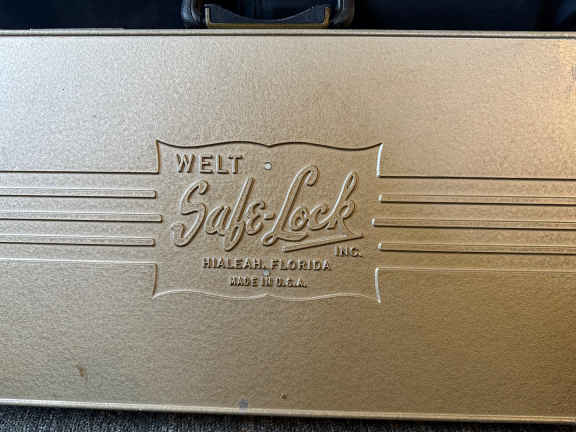 WELT
Safe-Lock
INC.
HIALEAH, FLORIDA
MADE IN U.S.A.